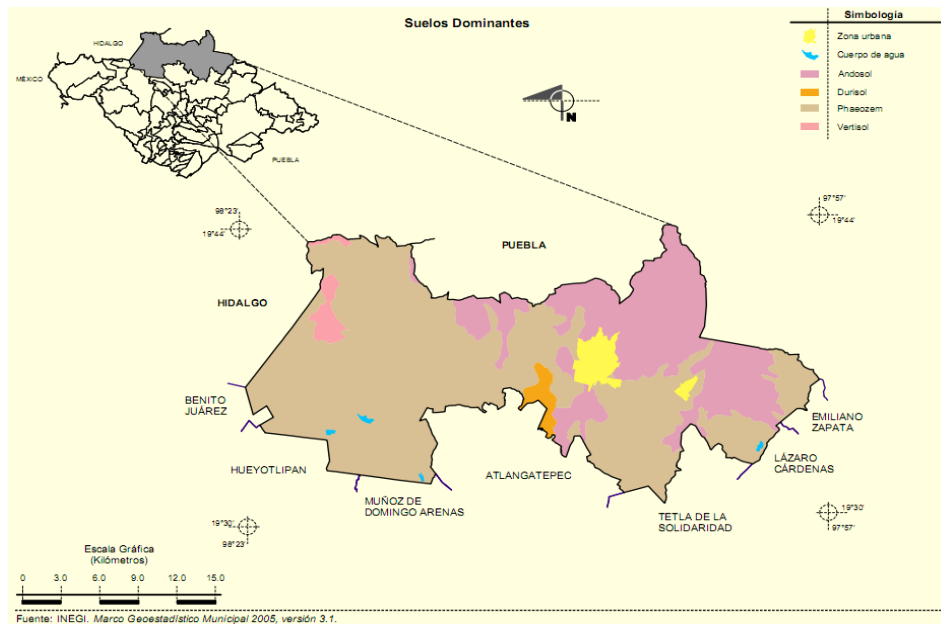 Suelos Dominantes
Simbología
Zona urbana
Cuerpo de agua
Andosol
Durisol
Phaeozem
Vertisol
HIDALGO
MÉXICO
PUEBLA
N
98°23'
19°44'
97°57'
19°44'
PUEBLA
HIDALGO
BENITO
JUÁREZ
EMILIANO
ZAPATA
HUEYOTLIPAN
ATLANGATEPEC
LÁZARO
CÁRDENAS
MUÑOZ DE
DOMINGO ARENAS
TETLA DE LA
SOLIDARIDAD
19°30'
98°23'
19°30'
97°57'
Escala Gráfica
(Kilómetros)
0 3.0 6.0 9.0 12.0 15.0
Fuente: INEGI. Marco Geoestadístico Municipal 2005, versión 3.1.